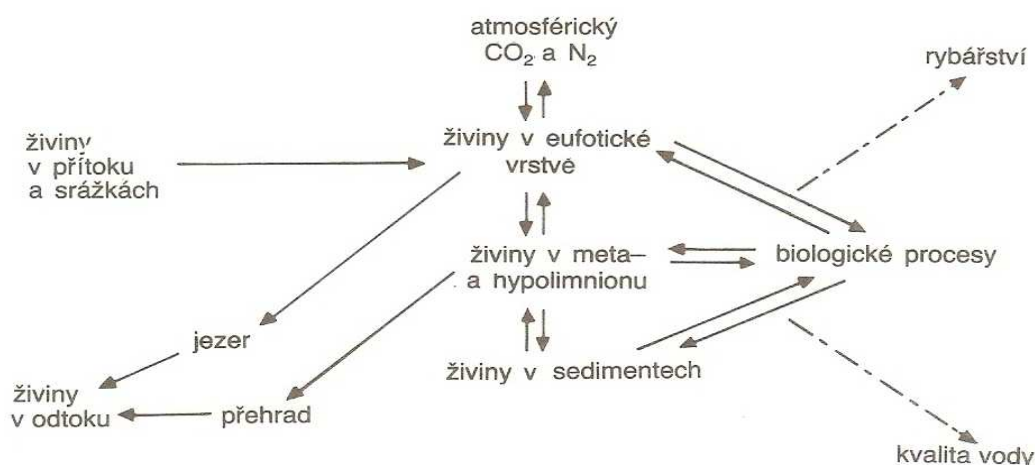 atmosférický
CO₂ a N₂
rybářství
živiny
v přítoku
a srážkách
živiny v eufotické
vrstvě
živiny v meta–
a hypolimnionu
biologické procesy
jezer
živiny v sedimentech
živiny
v odtoku
přehrad
kvalita vody